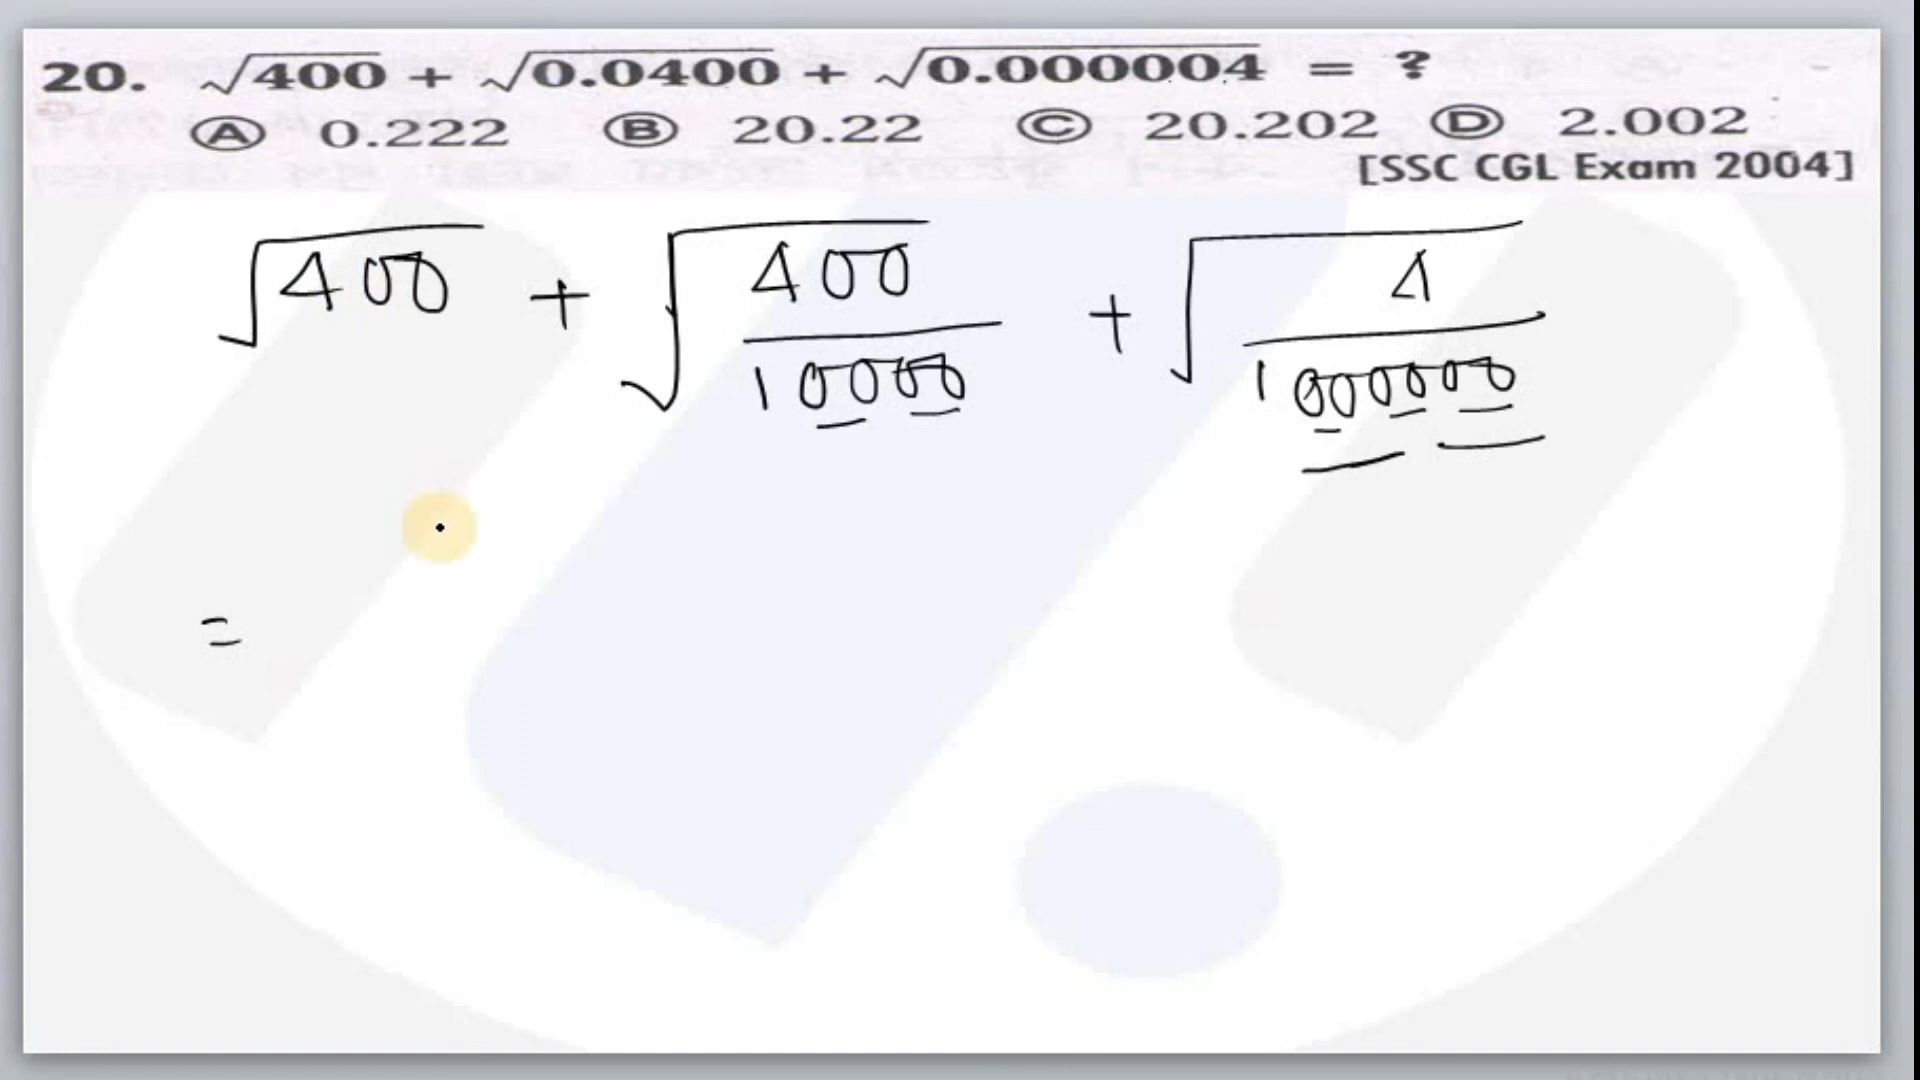 20. √400 + √0.0400 + √0.000004 = ?
Ⓐ 0.222 Ⓑ 20.22 Ⓒ 20.202 Ⓓ 2.002
[SSC CGL Exam 2004]
√400 + √(400/10000) + √(4/1000000)
=